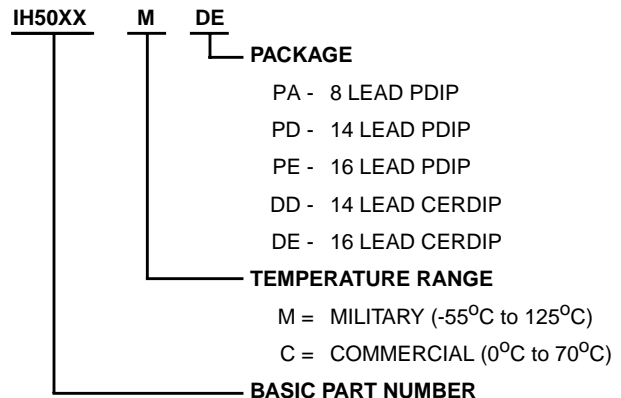 IH50XX M DE
PACKAGE
PA - 8 LEAD PDIP
PD - 14 LEAD PDIP
PE - 16 LEAD PDIP
DD - 14 LEAD CERDIP
DE - 16 LEAD CERDIP
TEMPERATURE RANGE
M = MILITARY (-55°C to 125°C)
C = COMMERCIAL (0°C to 70°C)
BASIC PART NUMBER